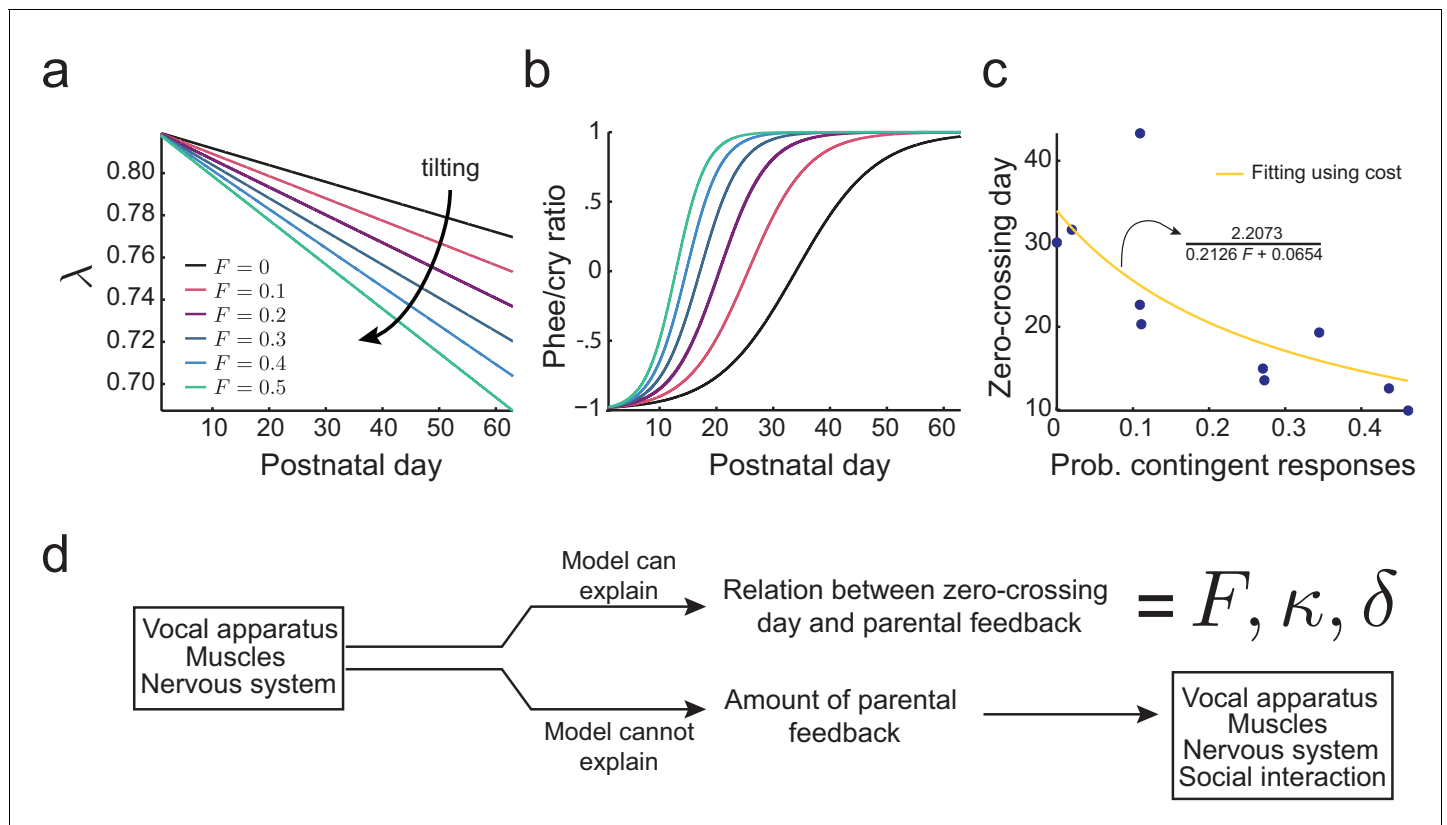 a
tilting
λ
0.80
0.78
0.76
0.74
0.72
0.70
F = 0
F = 0.1
F = 0.2
F = 0.3
F = 0.4
F = 0.5
10 20 30 40 50 60
Postnatal day
b
Phee/cry ratio
1
.5
0
-.5
−1
10 20 30 40 50 60
Postnatal day
c
Zero-crossing day
40
30
20
10
Fitting using cost
2.2073
0.2126 F + 0.0654
0 0.1 0.2 0.3 0.4
Prob. contingent responses
d
Vocal apparatus
Muscles
Nervous system
Model can
explain
Relation between zero-crossing
day and parental feedback
= F, κ, δ
Model cannot
explain
Amount of parental
feedback
Vocal apparatus
Muscles
Nervous system
Social interaction